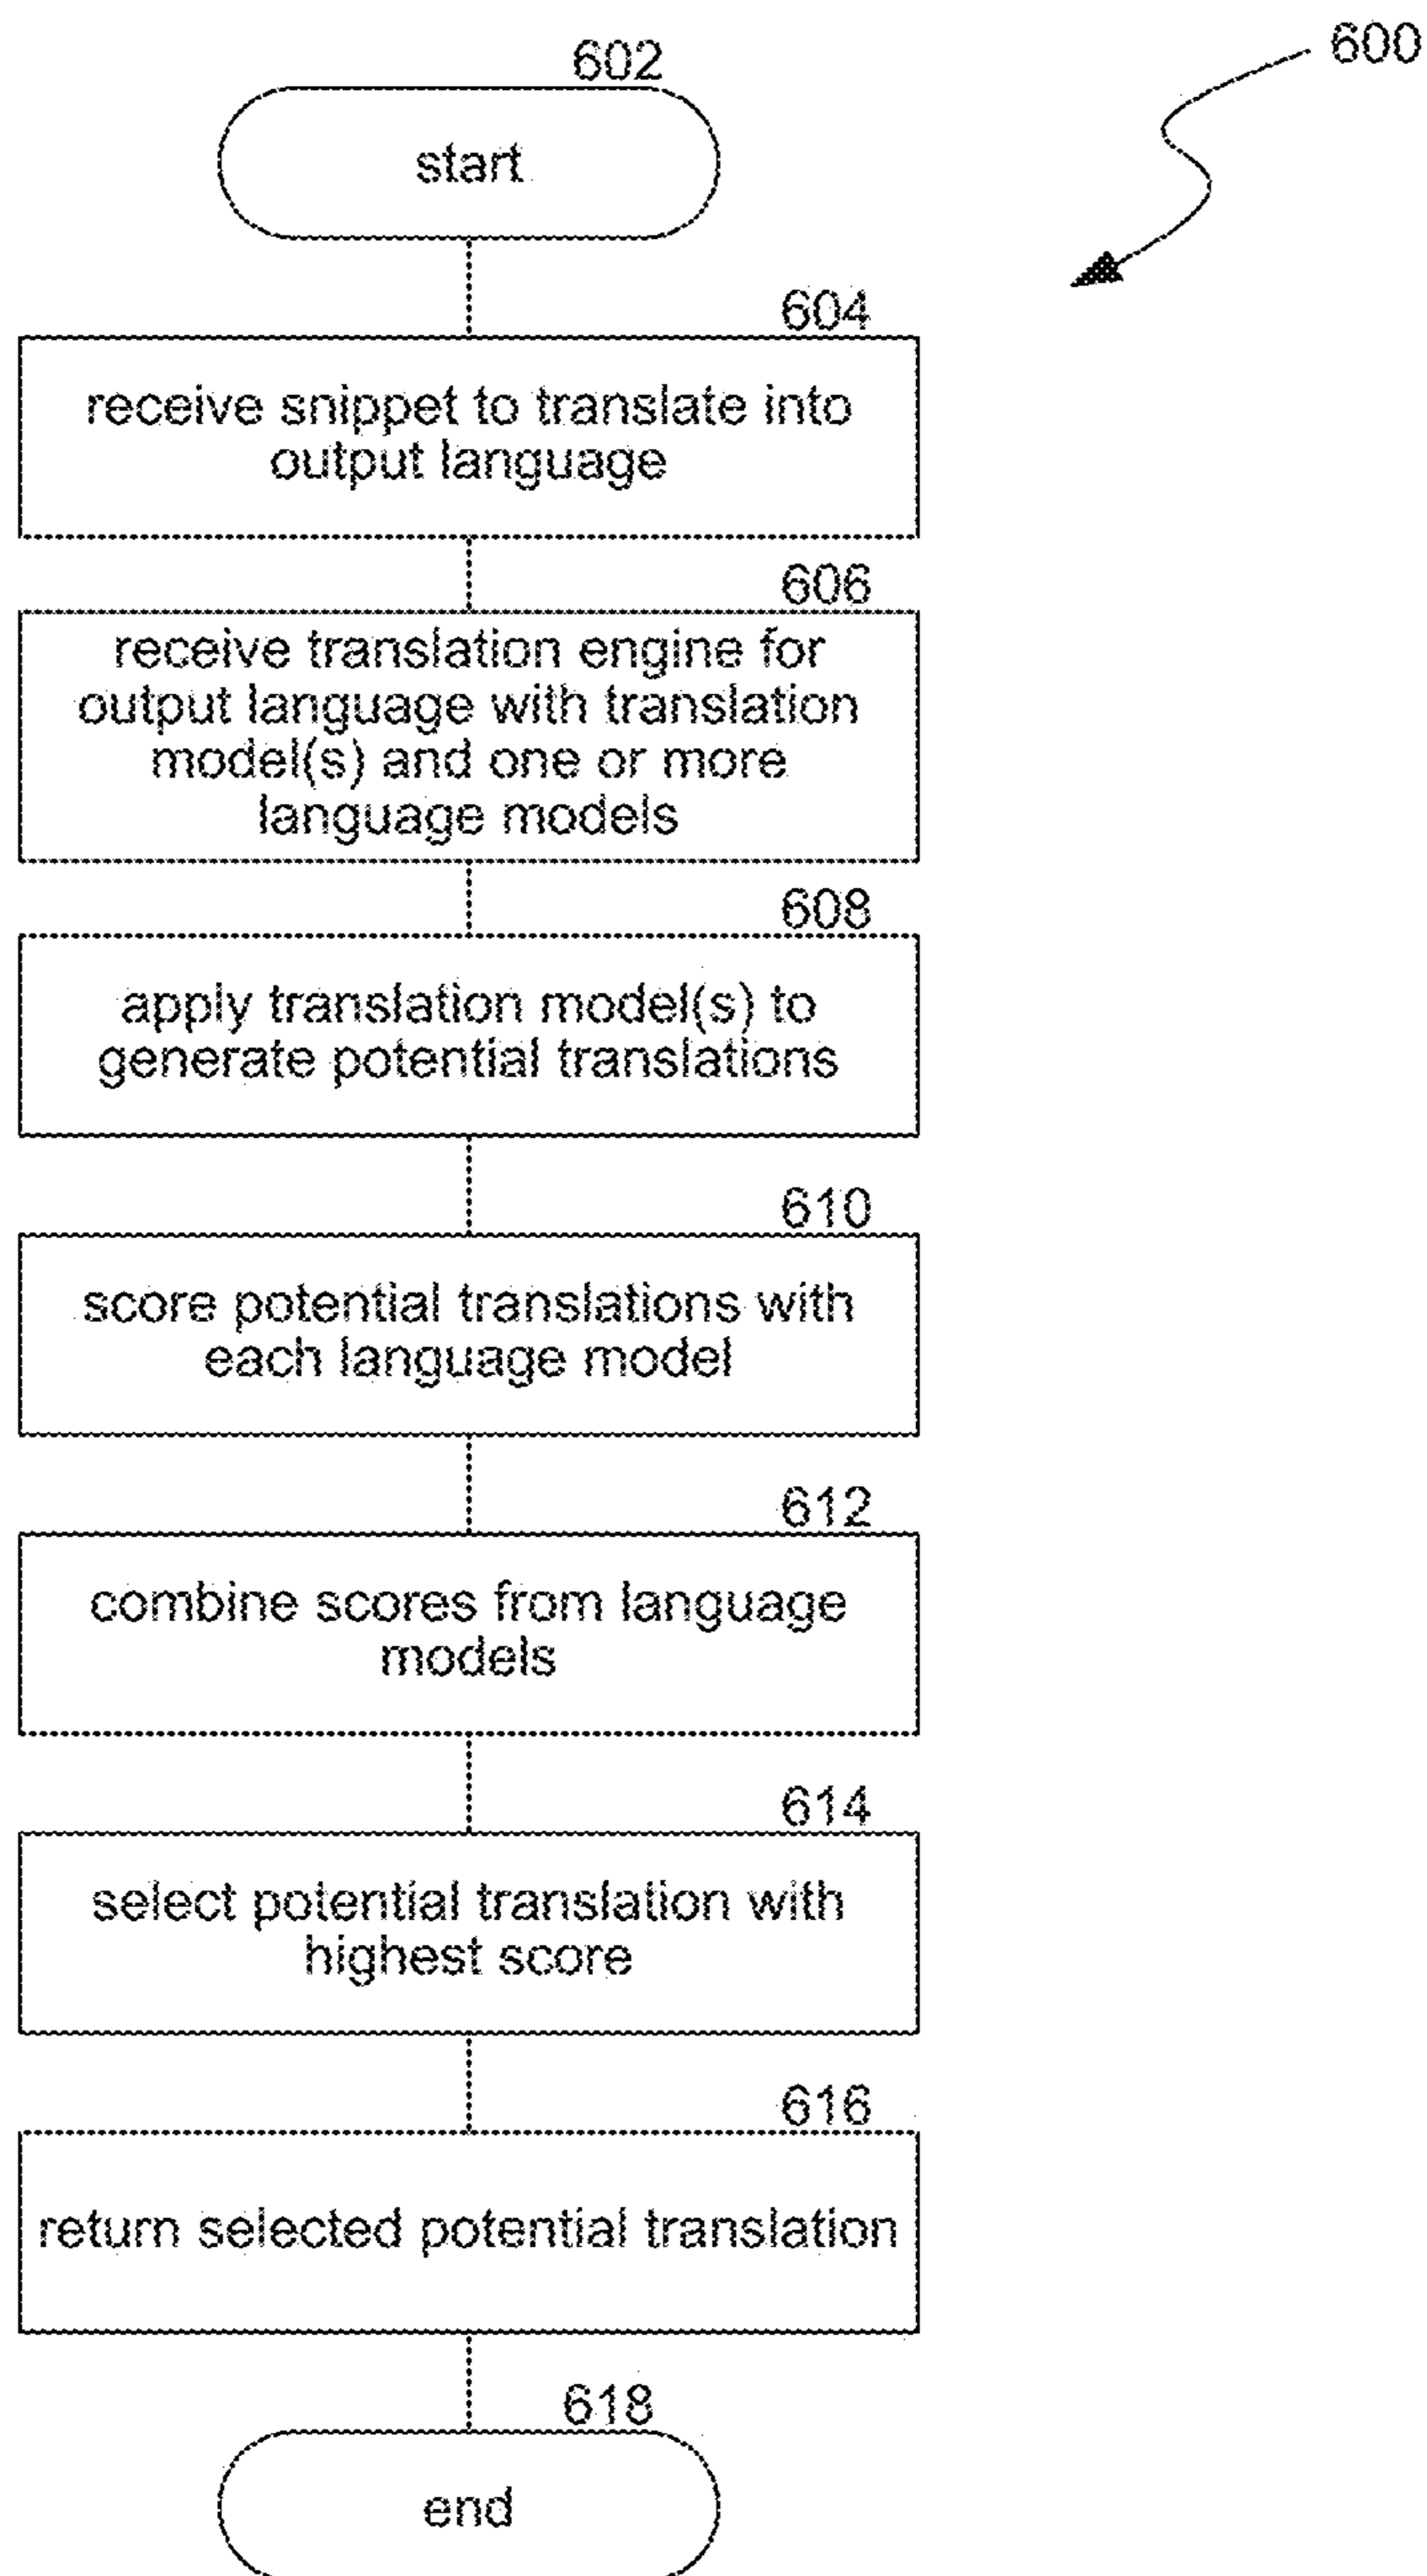 600
602
start
604
receive snippet to translate into
output language
606
receive translation engine for
output language with translation
model(s) and one or more
language models
608
apply translation model(s) to
generate potential translations
610
score potential translations with
each language model
612
combine scores from language
models
614
select potential translation with
highest score
616
return selected potential translation
618
end